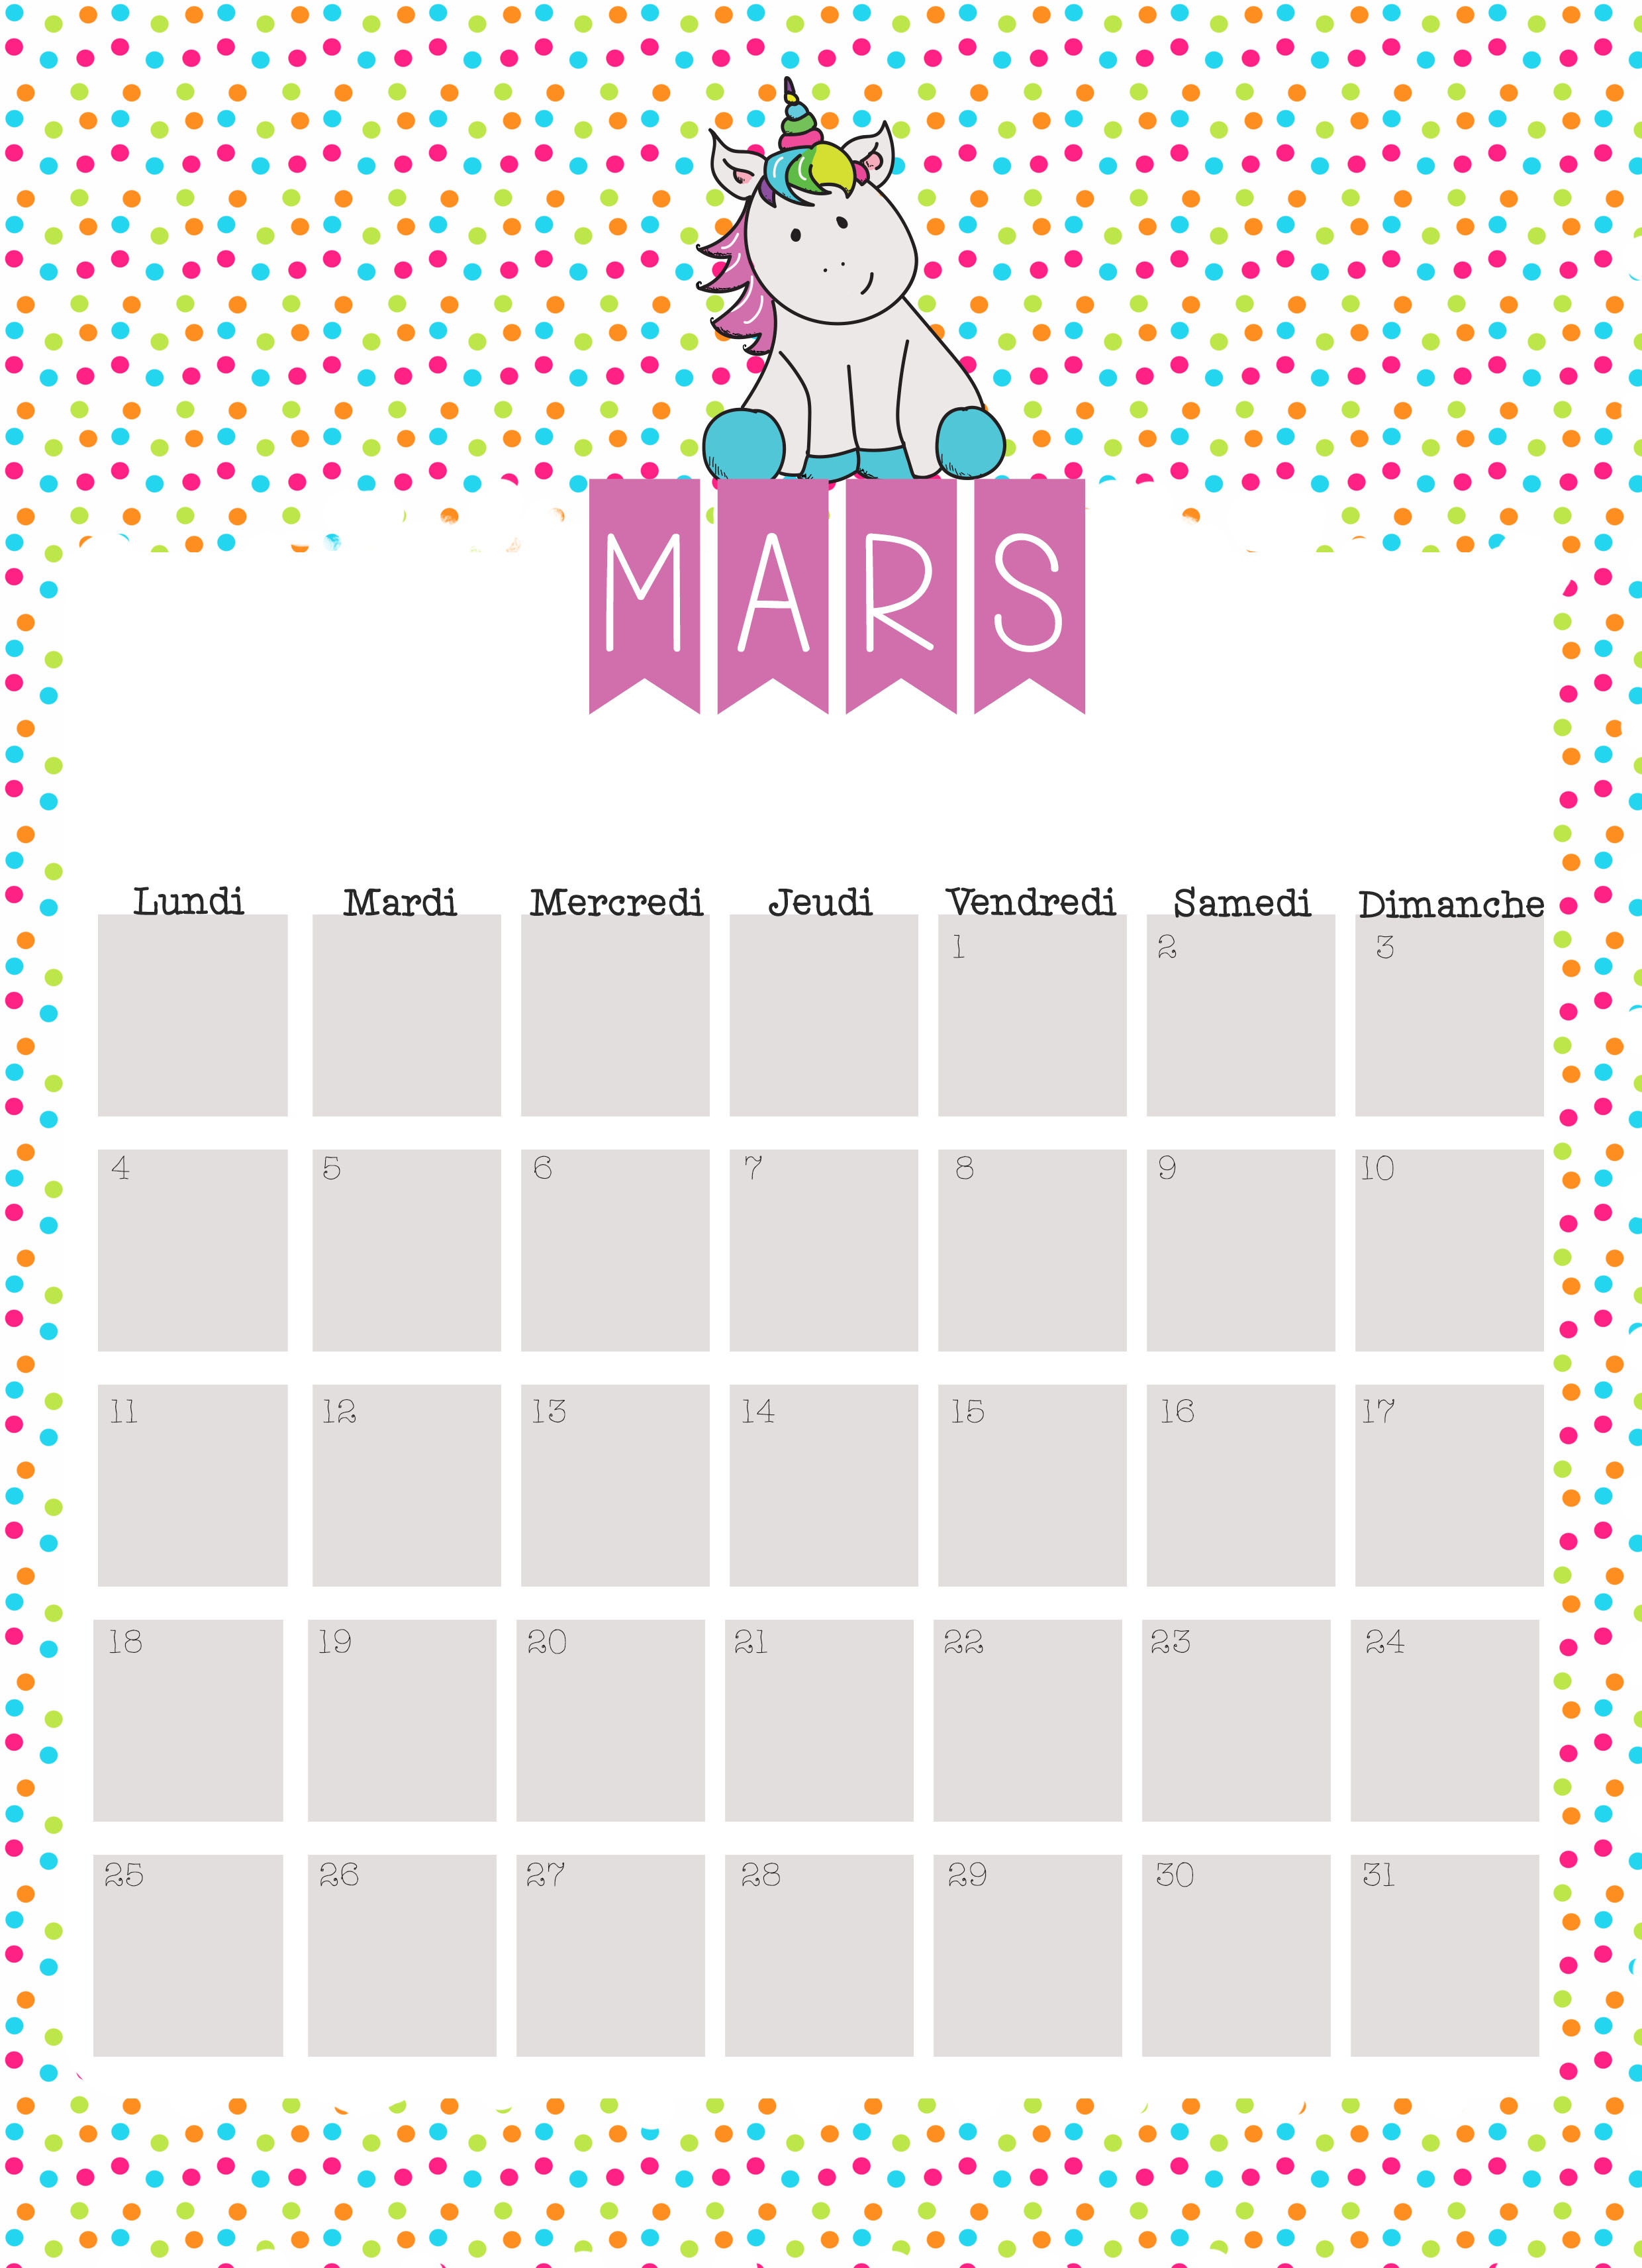 MARS
Lundi Mardi Mercredi Jeudi Vendredi Samedi Dimanche
1 2 3
4 5 6 7 8 9 10
11 12 13 14 15 16 17
18 19 20 21 22 23 24
25 26 27 28 29 30 31